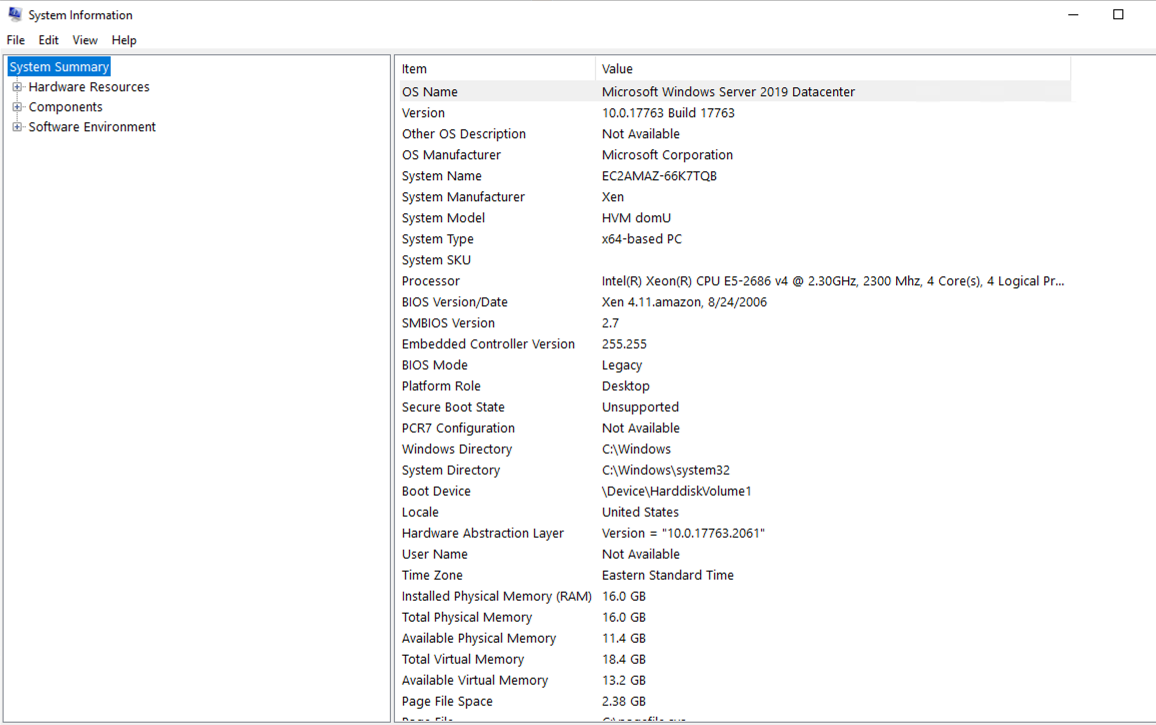 System Information
File Edit View Help
System Summary
Hardware Resources
Components
Software Environment
Item Value
OS Name Microsoft Windows Server 2019 Datacenter
Version 10.0.17763 Build 17763
Other OS Description Not Available
OS Manufacturer Microsoft Corporation
System Name EC2AMAZ-66K7TQB
System Manufacturer Xen
System Model HVM domU
System Type x64-based PC
System SKU
Processor Intel(R) Xeon(R) CPU E5-2686 v4 @ 2.30GHz, 2300 Mhz, 4 Core(s), 4 Logical Pr...
BIOS Version/Date Xen 4.11.amazon, 8/24/2006
SMBIOS Version 2.7
Embedded Controller Version 255.255
BIOS Mode Legacy
Platform Role Desktop
Secure Boot State Unsupported
PCR7 Configuration Not Available
Windows Directory C:\Windows
System Directory C:\Windows\system32
Boot Device \Device\HarddiskVolume1
Locale United States
Hardware Abstraction Layer Version = "10.0.17763.2061"
User Name Not Available
Time Zone Eastern Standard Time
Installed Physical Memory (RAM) 16.0 GB
Total Physical Memory 16.0 GB
Available Physical Memory 11.4 GB
Total Virtual Memory 18.4 GB
Available Virtual Memory 13.2 GB
Page File Space 2.38 GB
Page File C:\pagefile.sys